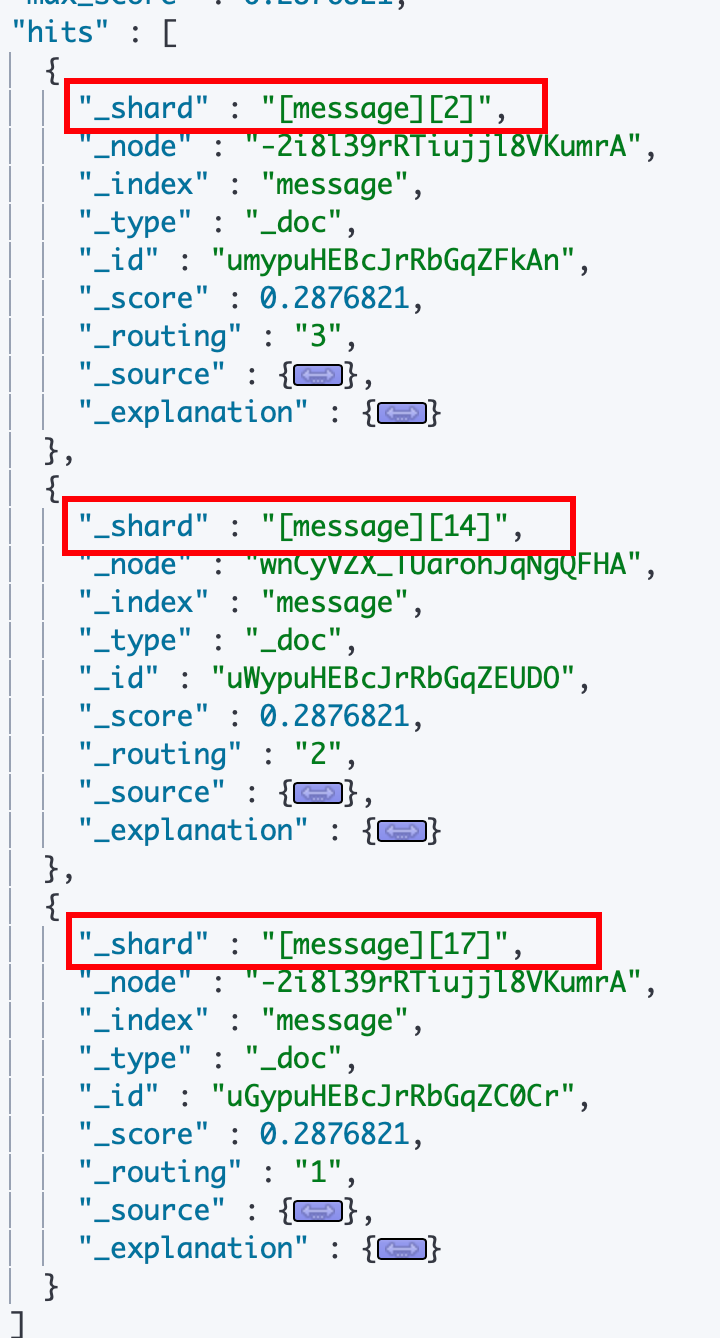 "max_score" : 0.2876821,
"hits" : [
{
"_shard" : "[message][2]",
"_node" : "-2i8l39rRTiujjl8VKumrA",
"_index" : "message",
"_type" : "_doc",
"_id" : "umypuHEBcJrRbGqZFkAn",
"_score" : 0.2876821,
"_routing" : "3",
"_source" : {},
"_explanation" : {}
},
{
"_shard" : "[message][14]",
"_node" : "wnCyVZX_TUarohJqNgQFHA",
"_index" : "message",
"_type" : "_doc",
"_id" : "uWypuHEBcJrRbGqZEUDO",
"_score" : 0.2876821,
"_routing" : "2",
"_source" : {},
"_explanation" : {}
},
{
"_shard" : "[message][17]",
"_node" : "-2i8l39rRTiujjl8VKumrA",
"_index" : "message",
"_type" : "_doc",
"_id" : "uGypuHEBcJrRbGqZC0Cr",
"_score" : 0.2876821,
"_routing" : "1",
"_source" : {},
"_explanation" : {}
}
]